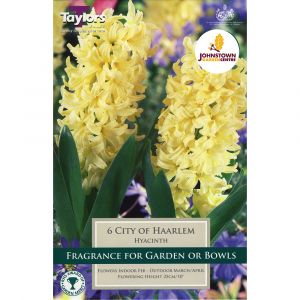 Taylors
JOHNSTOWN
GARDEN CENTRE
6 CITY OF HAARLEM
HYACINTH
FRAGRANCE FOR GARDEN OR BOWLS
FLOWERS INDOOR FEB - OUTDOOR MARCH/APRIL
FLOWERING HEIGHT 25CM/10"